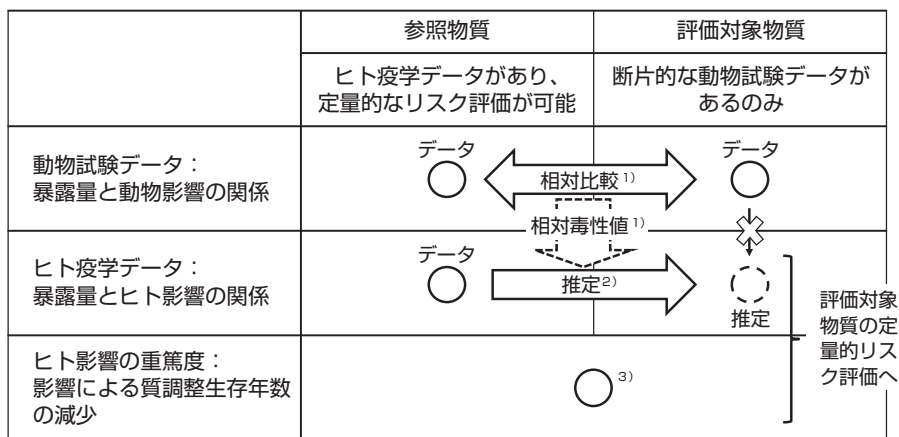 参照物質
評価対象物質
ヒト疫学データがあり、
定量的なリスク評価が可能
断片的な動物試験データが
あるのみ
動物試験データ：
暴露量と動物影響の関係
データ
相対比較1)
データ
相対毒性値1)
ヒト疫学データ：
暴露量とヒト影響の関係
データ
推定2)
推定
評価対象
物質の定
量的リス
ク評価へ
ヒト影響の重篤度：
影響による質調整生存年数
の減少
3)